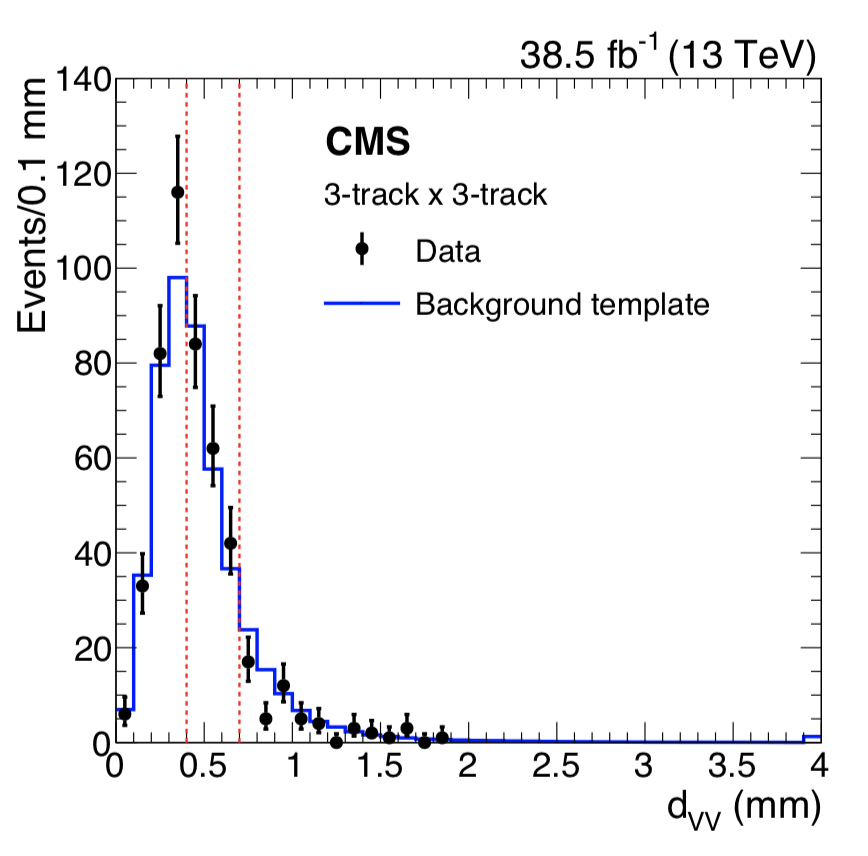 38.5 fb⁻¹ (13 TeV)
Events/0.1 mm
140
120
100
80
60
40
20
0
CMS
3-track x 3-track
Data
Background template
0 0.5 1 1.5 2 2.5 3 3.5 4
d_VV (mm)